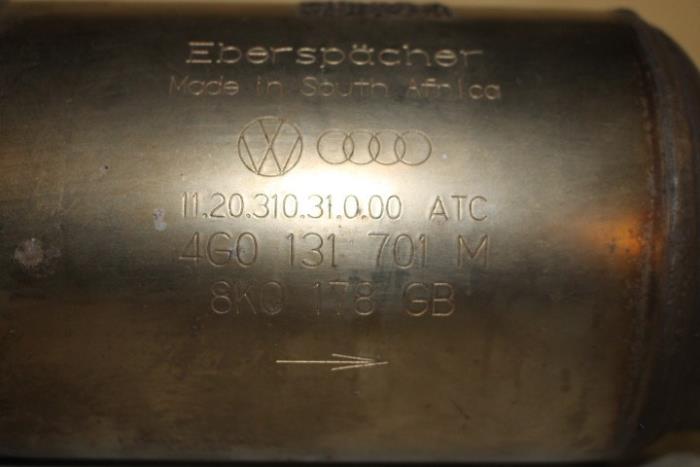 Eberspächer
Made in South Africa
11.20.310.31.0.00 ATC
4G0 131 701 M
8K0 178 GB